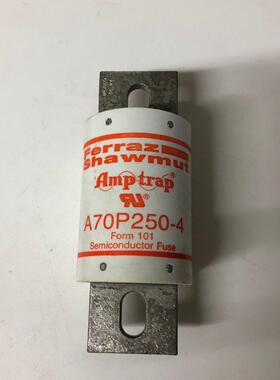 Ferraz
Shawmut
Amp-trap
A70P250-4
Form 101
Semiconductor Fuse